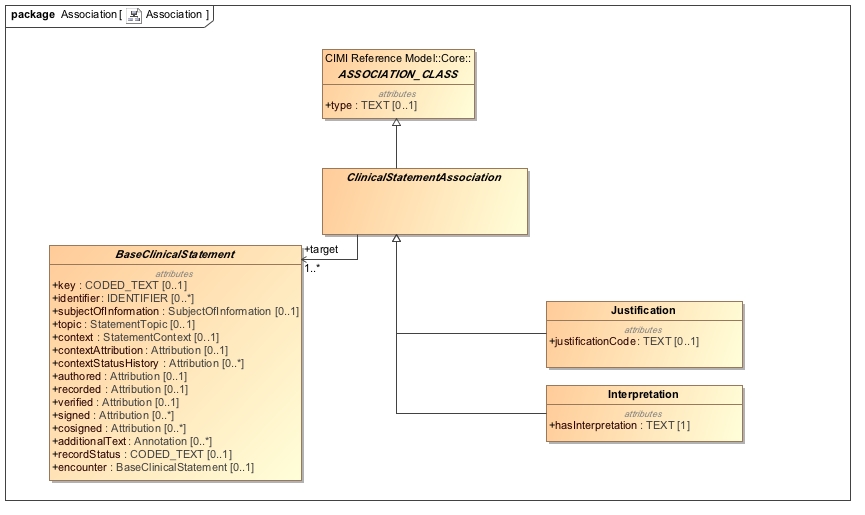 package Association [ Association ]
CIMI Reference Model::Core::
ASSOCIATION_CLASS
attributes
+type : TEXT [0..1]
ClinicalStatementAssociation
+target
1..*
BaseClinicalStatement
attributes
+key : CODED_TEXT [0..1]
+identifier : IDENTIFIER [0..*]
+subjectOfInformation : SubjectOfInformation [0..1]
+topic : StatementTopic [0..1]
+context : StatementContext [0..1]
+contextAttribution : Attribution [0..1]
+contextStatusHistory : Attribution [0..*]
+authored : Attribution [0..1]
+recorded : Attribution [0..1]
+verified : Attribution [0..1]
+signed : Attribution [0..*]
+cosigned : Attribution [0..*]
+additionalText : Annotation [0..*]
+recordStatus : CODED_TEXT [0..1]
+encounter : BaseClinicalStatement [0..1]
Justification
attributes
+justificationCode : TEXT [0..1]
Interpretation
attributes
+hasInterpretation : TEXT [1]